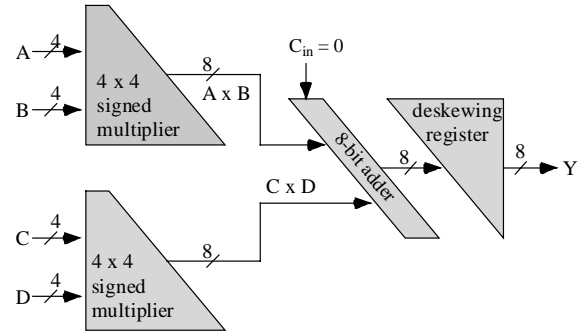 A
4
B
4
4 x 4
signed
multiplier
8
A x B
C_in = 0
8-bit adder
8
deskewing
register
8
Y
C x D
C
4
D
4
4 x 4
signed
multiplier
8